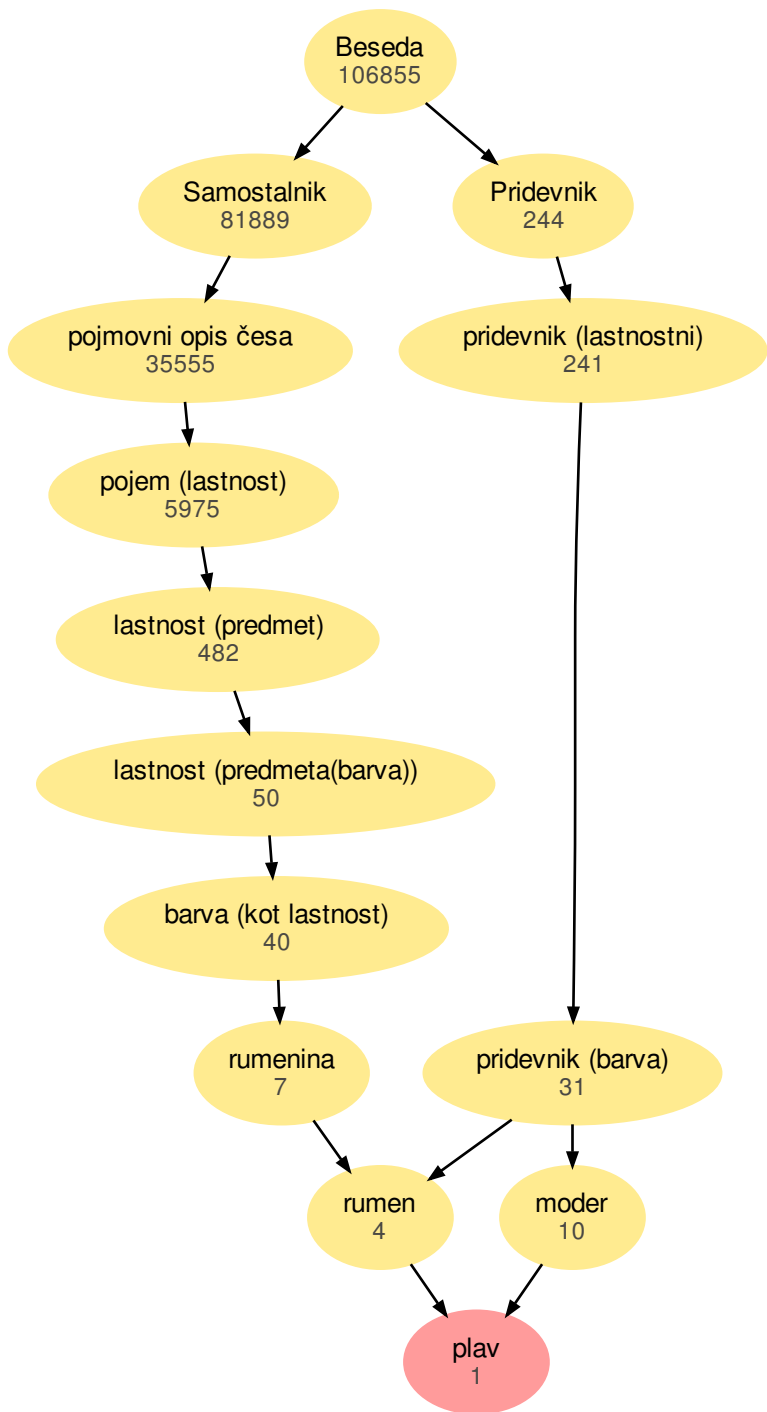 Beseda
106855
Samostalnik
81889
Pridevnik
244
pojmovni opis česa
35555
pridevnik (lastnostni)
241
pojem (lastnost)
5975
lastnost (predmet)
482
lastnost (predmeta(barva))
50
barva (kot lastnost)
40
rumenina
7
pridevnik (barva)
31
rumen
4
moder
10
plav
1